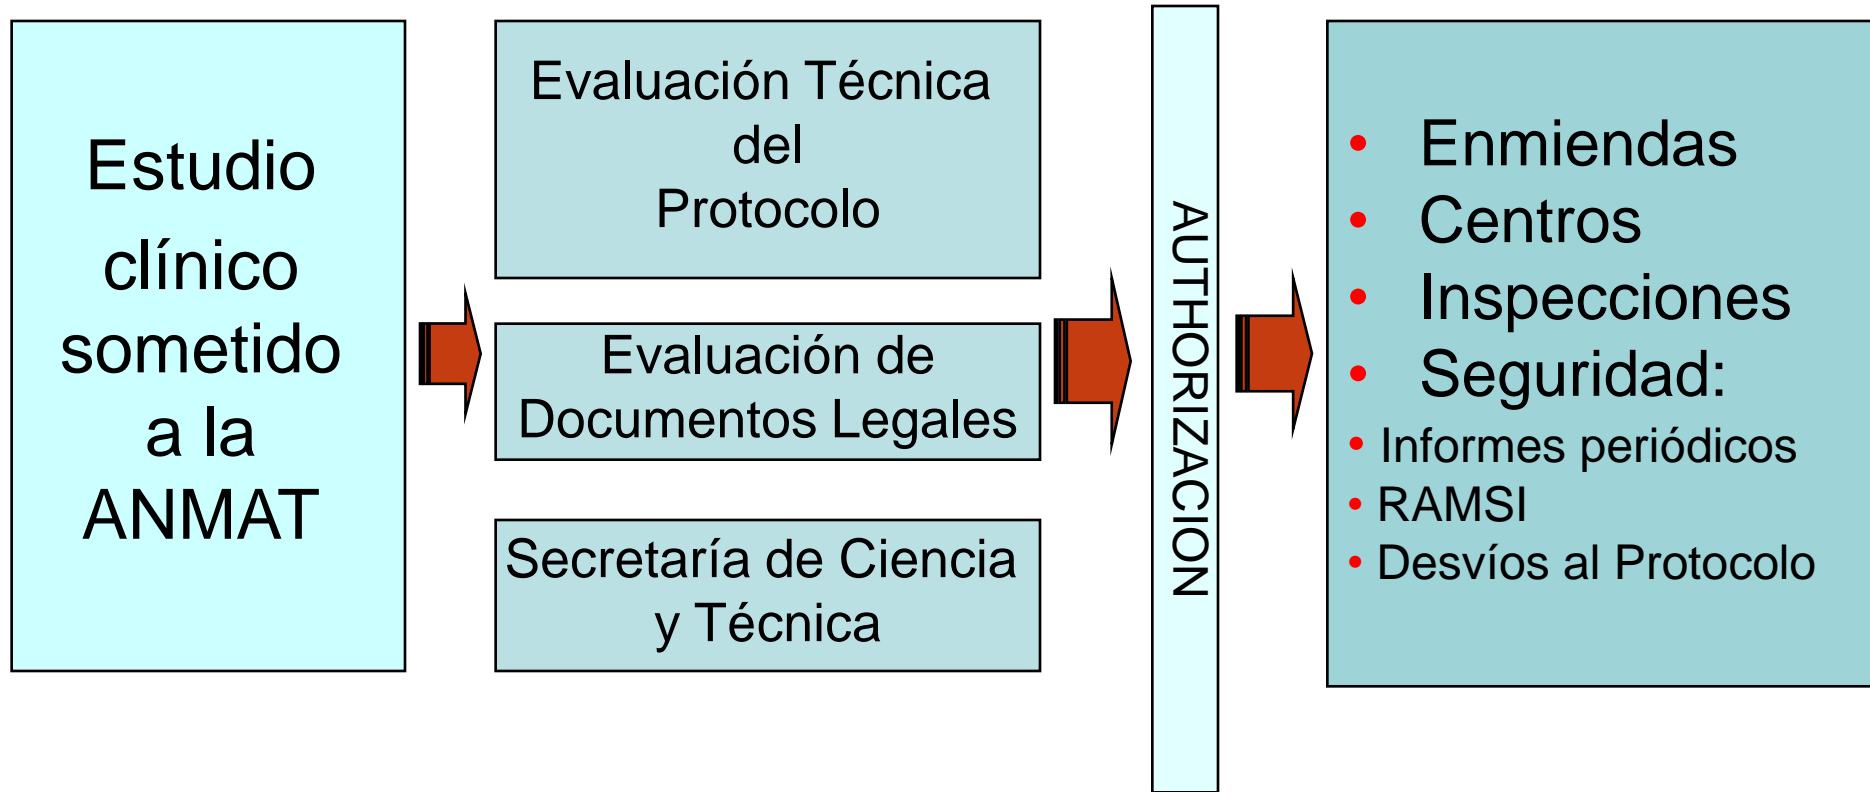 Estudio
clínico
sometido
a la
ANMAT
Evaluación Técnica
del
Protocolo
Evaluación de
Documentos Legales
Secretaría de Ciencia
y Técnica
AUTHORIZACION
• Enmiendas
• Centros
• Inspecciones
• Seguridad:
• Informes periódicos
• RAMSI
• Desvíos al Protocolo